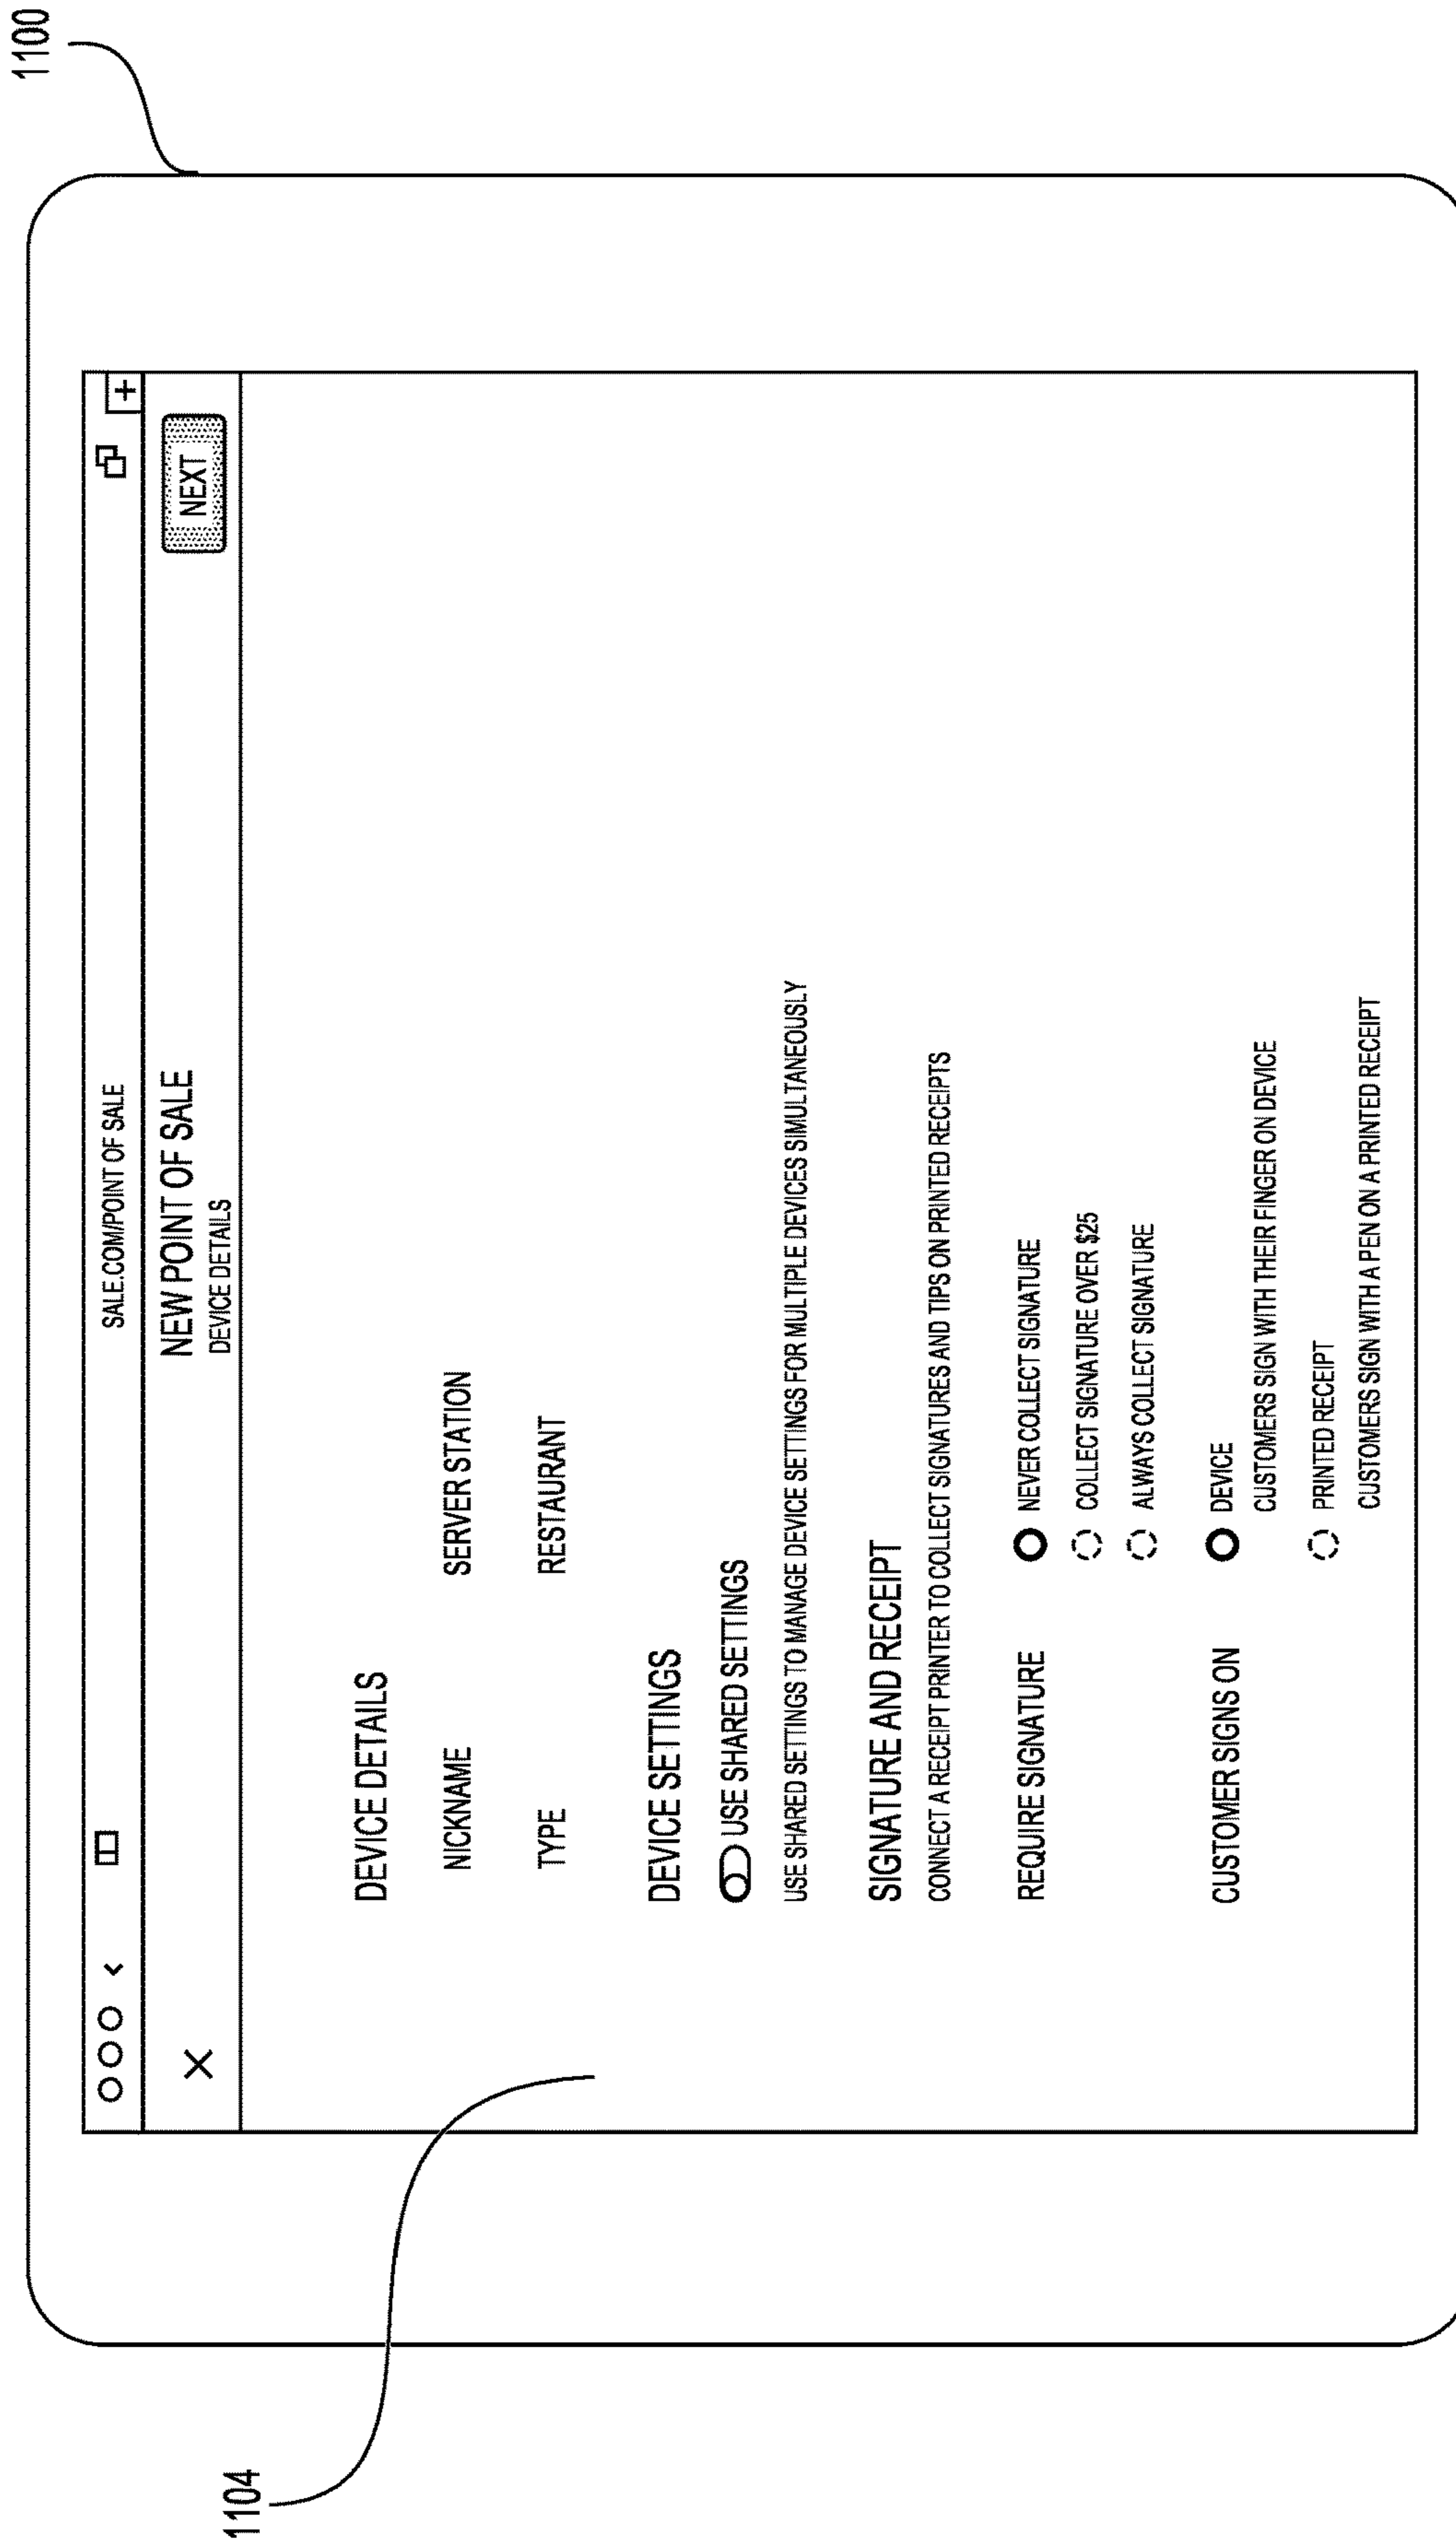 1100
SALE.COM/POINT OF SALE
+
×
NEW POINT OF SALE
NEXT
DEVICE DETAILS
DEVICE DETAILS
NICKNAME SERVER STATION
TYPE RESTAURANT
DEVICE SETTINGS
USE SHARED SETTINGS
USE SHARED SETTINGS TO MANAGE DEVICE SETTINGS FOR MULTIPLE DEVICES SIMULTANEOUSLY
SIGNATURE AND RECEIPT
CONNECT A RECEIPT PRINTER TO COLLECT SIGNATURES AND TIPS ON PRINTED RECEIPTS
REQUIRE SIGNATURE NEVER COLLECT SIGNATURE
COLLECT SIGNATURE OVER $25
ALWAYS COLLECT SIGNATURE
CUSTOMER SIGNS ON DEVICE
CUSTOMERS SIGN WITH THEIR FINGER ON DEVICE
PRINTED RECEIPT
CUSTOMERS SIGN WITH A PEN ON A PRINTED RECEIPT
1104